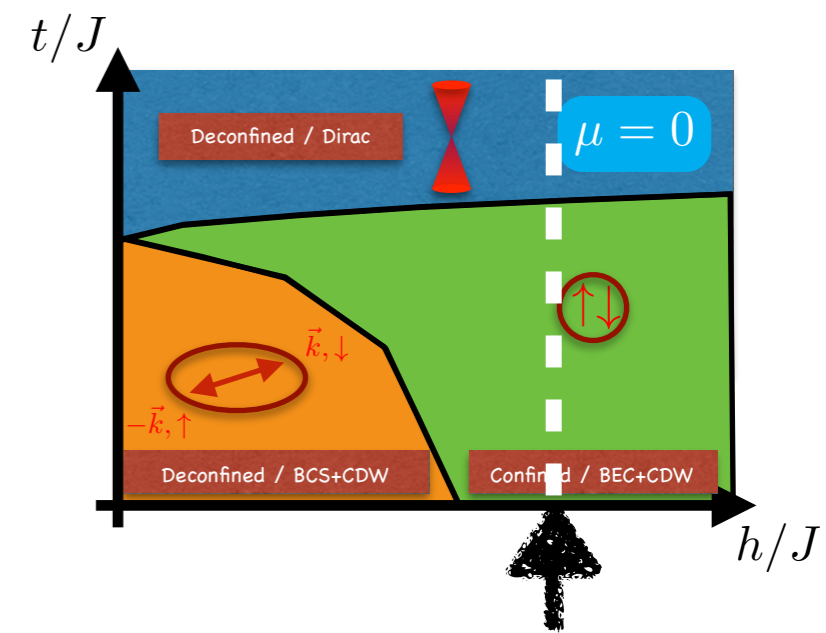 t/J
Deconfined / Dirac
μ = 0
↑↓
k⃗,↓
-k⃗,↑
Deconfined / BCS+CDW
Confined / BEC+CDW
h/J